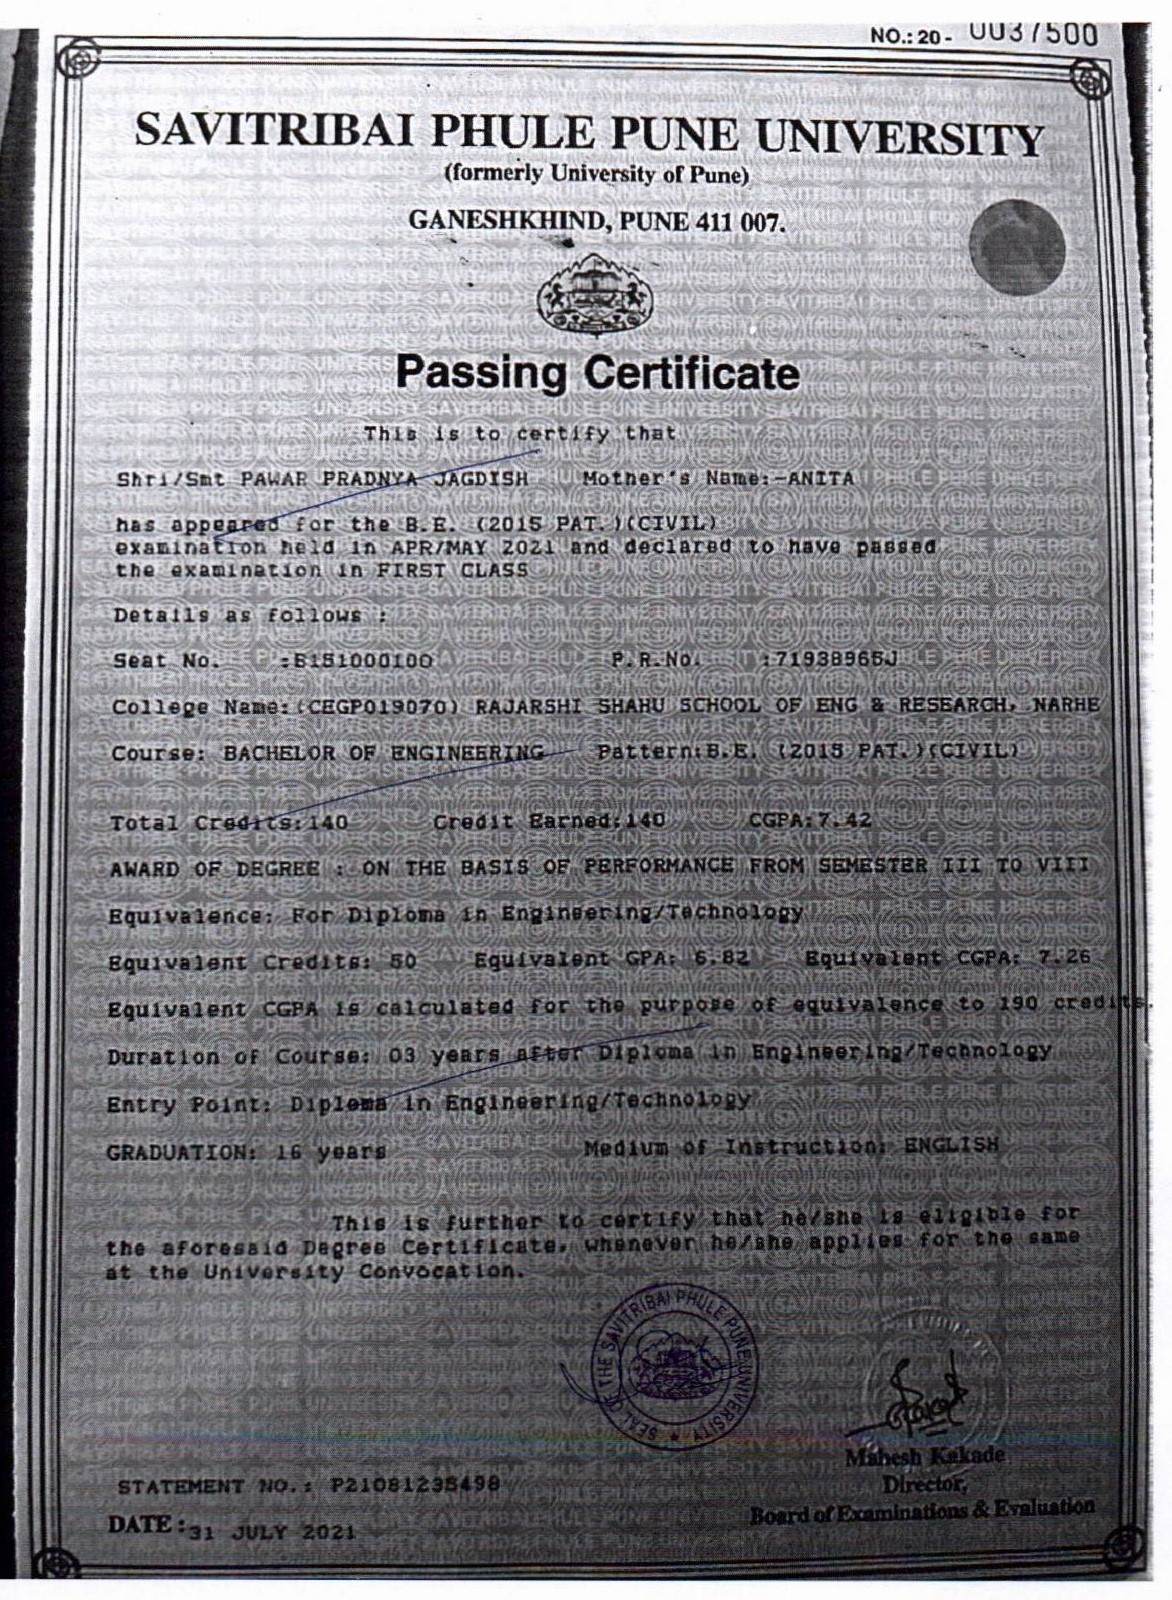 NO.: 20 - 0037500
SAVITRIBAI PHULE PUNE UNIVERSITY
(formerly University of Pune)
GANESHKHIND, PUNE 411 007.
Passing Certificate
This is to certify that
Shri/Smt PAWAR PRADNYA JAGDISH Mother's Name:-ANITA
has appeared for the B.E. (2015 PAT.)(CIVIL)
examination held in APR/MAY 2021 and declared to have passed
the examination in FIRST CLASS
Details as follows :
Seat No. :B151000100 P.R.No. :71938965J
College Name:(CEGP019070) RAJARSHI SHAHU SCHOOL OF ENG & RESEARCH, NARHE
Course: BACHELOR OF ENGINEERING Pattern:B.E. (2015 PAT.)(CIVIL)
Total Credits:140 Credit Earned:140 CGPA:7.42
AWARD OF DEGREE : ON THE BASIS OF PERFORMANCE FROM SEMESTER III TO VIII
Equivalence: For Diploma in Engineering/Technology
Equivalent Credits: 50 Equivalent GPA: 6.82 Equivalent CGPA: 7.26
Equivalent CGPA is calculated for the purpose of equivalence to 190 credits.
Duration of Course: 03 years after Diploma in Engineering/Technology
Entry Point: Diploma in Engineering/Technology
GRADUATION: 16 years Medium of Instruction: ENGLISH
This is further to certify that he/she is eligible for
the aforesaid Degree Certificate, whenever he/she applies for the same
at the University Convocation.
SEAL OF THE SAVITRIBAI PHULE PUNE UNIVERSITY
Mahesh Kakade
Director,
Board of Examinations & Evaluation
STATEMENT NO.: P21081235498
DATE :31 JULY 2021